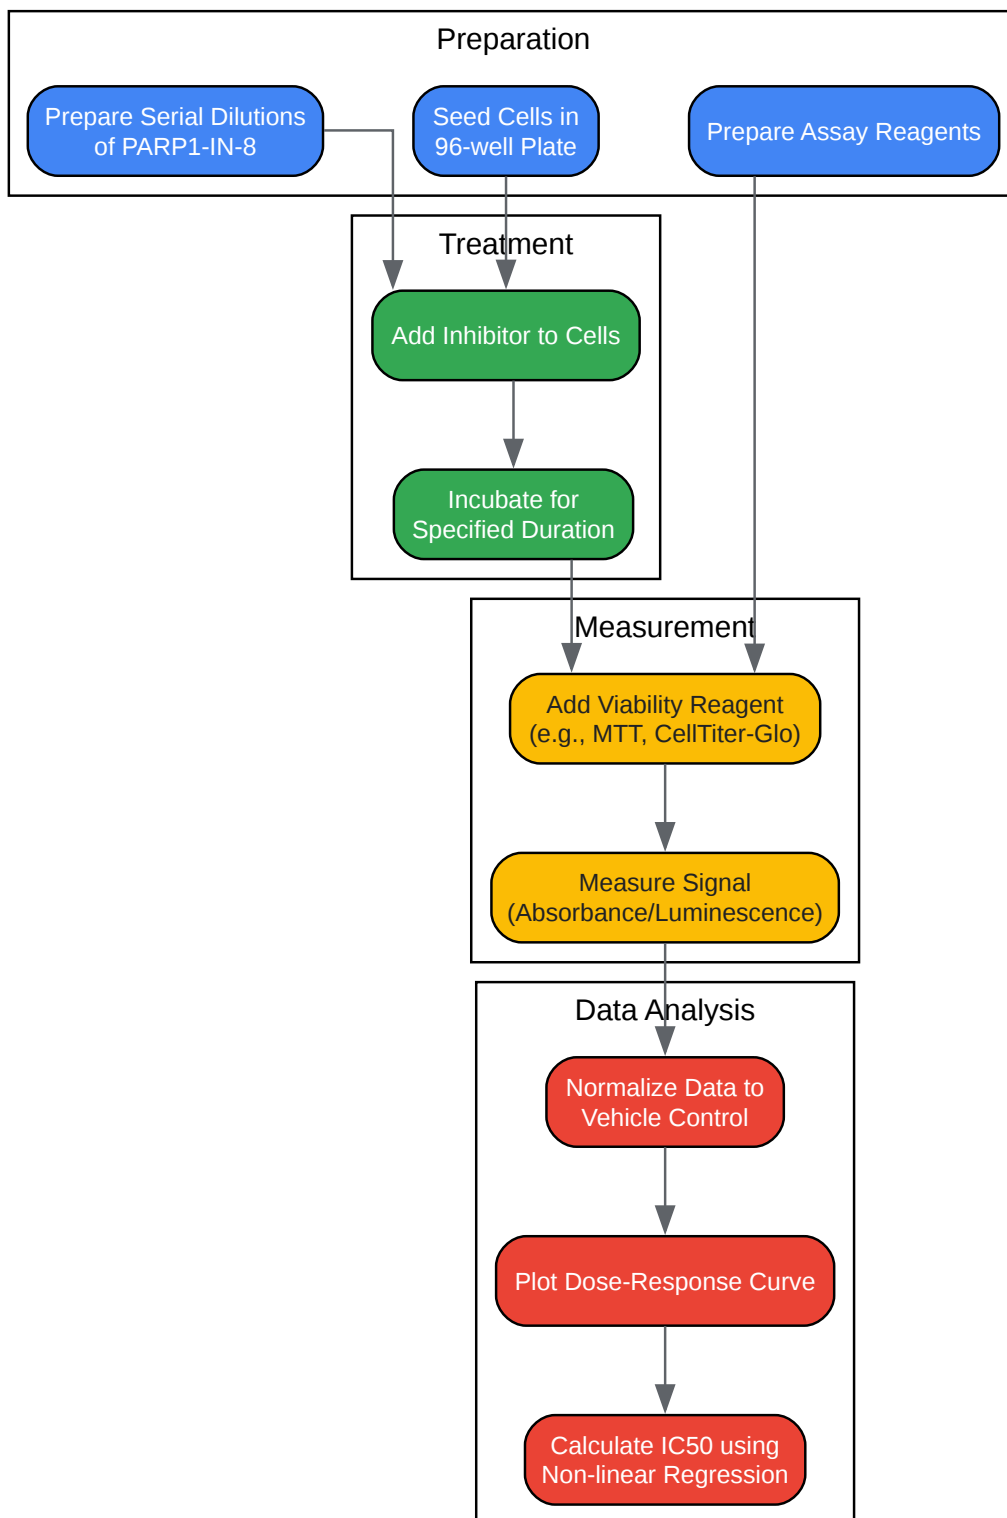 Preparation
Prepare Serial Dilutions
of PARP1-IN-8
Seed Cells in
96-well Plate
Prepare Assay Reagents
Treatment
Add Inhibitor to Cells
Incubate for
Specified Duration
Measurement
Add Viability Reagent
(e.g., MTT, CellTiter-Glo)
Measure Signal
(Absorbance/Luminescence)
Data Analysis
Normalize Data to
Vehicle Control
Plot Dose-Response Curve
Calculate IC50 using
Non-linear Regression